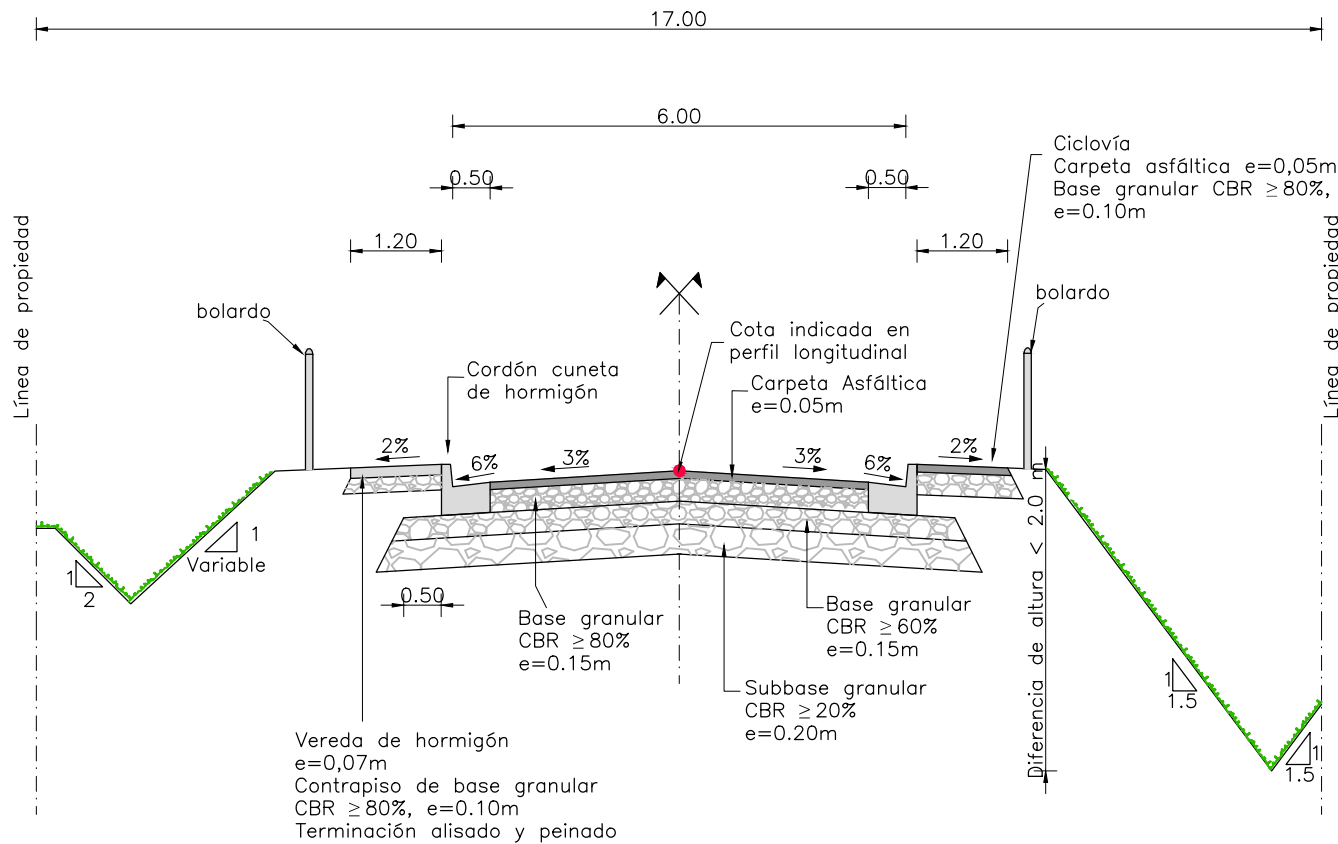 17.00
6.00
0.50
0.50
1.20
1.20
Ciclovía
Carpeta asfáltica e=0,05m
Base granular CBR ≥80%,
e=0.10m
Línea de propiedad
Línea de propiedad
bolardo
bolardo
Cota indicada en
perfil longitudinal
Cordón cuneta
de hormigón
Carpeta Asfáltica
e=0.05m
2%
6%
3%
3%
6%
2%
1
Variable
1
2
0.50
Base granular
CBR ≥80%
e=0.15m
Base granular
CBR ≥60%
e=0.15m
Subbase granular
CBR ≥20%
e=0.20m
Diferencia de altura < 2.0 m
1
1.5
1
1.5
Vereda de hormigón
e=0,07m
Contrapiso de base granular
CBR ≥80%, e=0.10m
Terminación alisado y peinado